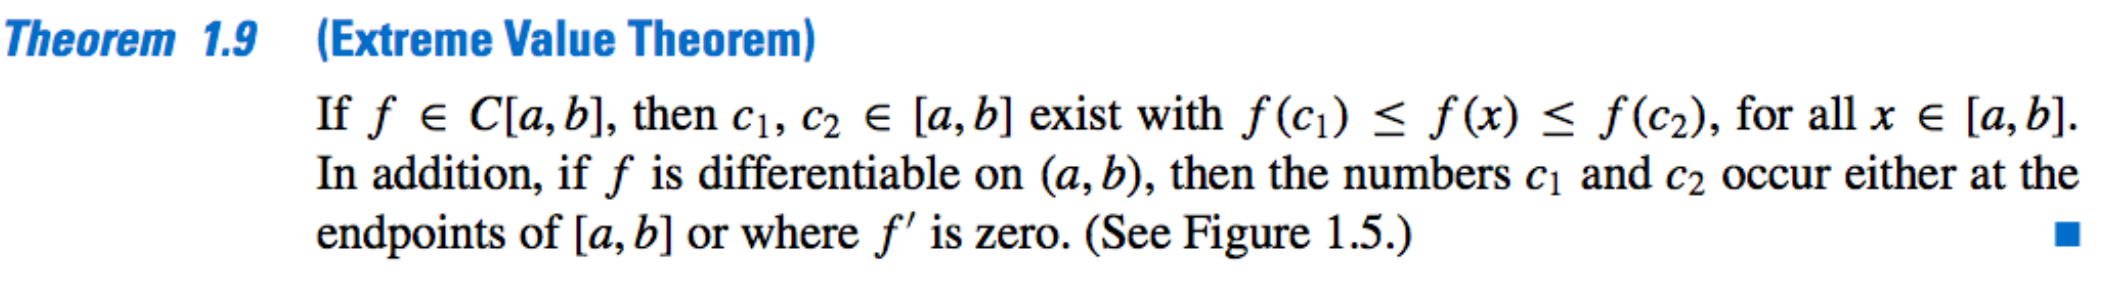 Theorem 1.9 (Extreme Value Theorem)
If f ∈ C[a, b], then c₁, c₂ ∈ [a, b] exist with f(c₁) ≤ f(x) ≤ f(c₂), for all x ∈ [a, b].
In addition, if f is differentiable on (a, b), then the numbers c₁ and c₂ occur either at the
endpoints of [a, b] or where f′ is zero. (See Figure 1.5.) ■